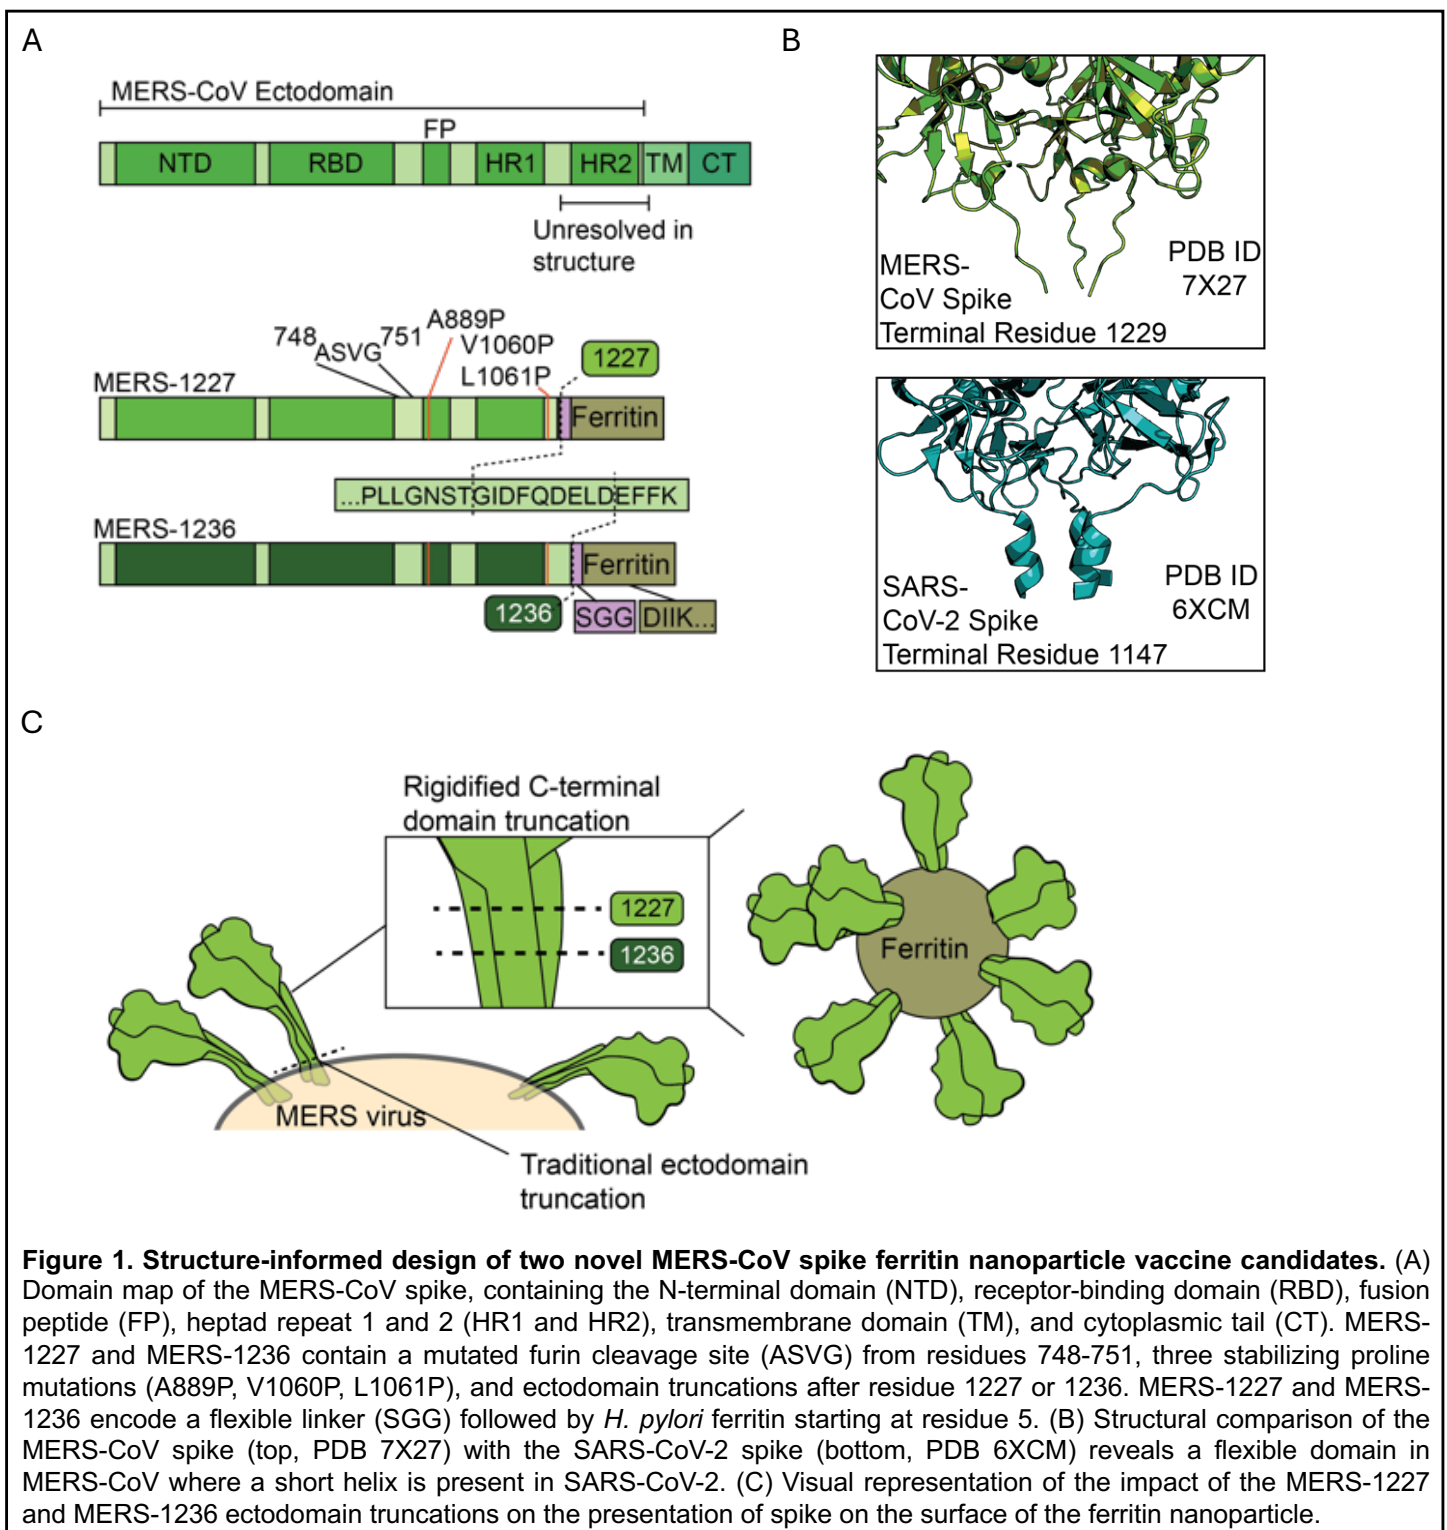 A
MERS-CoV Ectodomain
FP
NTD
RBD
HR1
HR2
TM
CT
Unresolved in
structure
748
ASVG
751
A889P
V1060P
L1061P
1227
MERS-1227
Ferritin
...PLLGNSTGIDFQDELDEFFK
MERS-1236
Ferritin
1236
SGG
DIIK...
B
MERS-
CoV Spike
Terminal Residue 1229
PDB ID
7X27
SARS-
CoV-2 Spike
Terminal Residue 1147
PDB ID
6XCM
C
Rigidified C-terminal
domain truncation
1227
1236
Ferritin
MERS virus
Traditional ectodomain
truncation
Figure 1. Structure-informed design of two novel MERS-CoV spike ferritin nanoparticle vaccine candidates. (A)
Domain map of the MERS-CoV spike, containing the N-terminal domain (NTD), receptor-binding domain (RBD), fusion
peptide (FP), heptad repeat 1 and 2 (HR1 and HR2), transmembrane domain (TM), and cytoplasmic tail (CT). MERS-
1227 and MERS-1236 contain a mutated furin cleavage site (ASVG) from residues 748-751, three stabilizing proline
mutations (A889P, V1060P, L1061P), and ectodomain truncations after residue 1227 or 1236. MERS-1227 and MERS-
1236 encode a flexible linker (SGG) followed by H. pylori ferritin starting at residue 5. (B) Structural comparison of the
MERS-CoV spike (top, PDB 7X27) with the SARS-CoV-2 spike (bottom, PDB 6XCM) reveals a flexible domain in
MERS-CoV where a short helix is present in SARS-CoV-2. (C) Visual representation of the impact of the MERS-1227
and MERS-1236 ectodomain truncations on the presentation of spike on the surface of the ferritin nanoparticle.